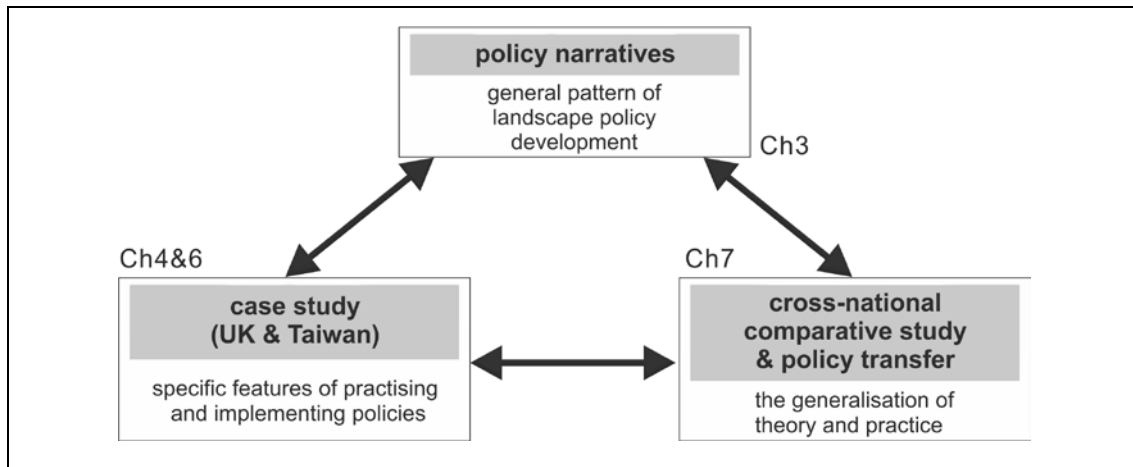 policy narratives
general pattern of
landscape policy
development
Ch3
Ch4&6
case study
(UK & Taiwan)
specific features of practising
and implementing policies
Ch7
cross-national
comparative study
& policy transfer
the generalisation of
theory and practice